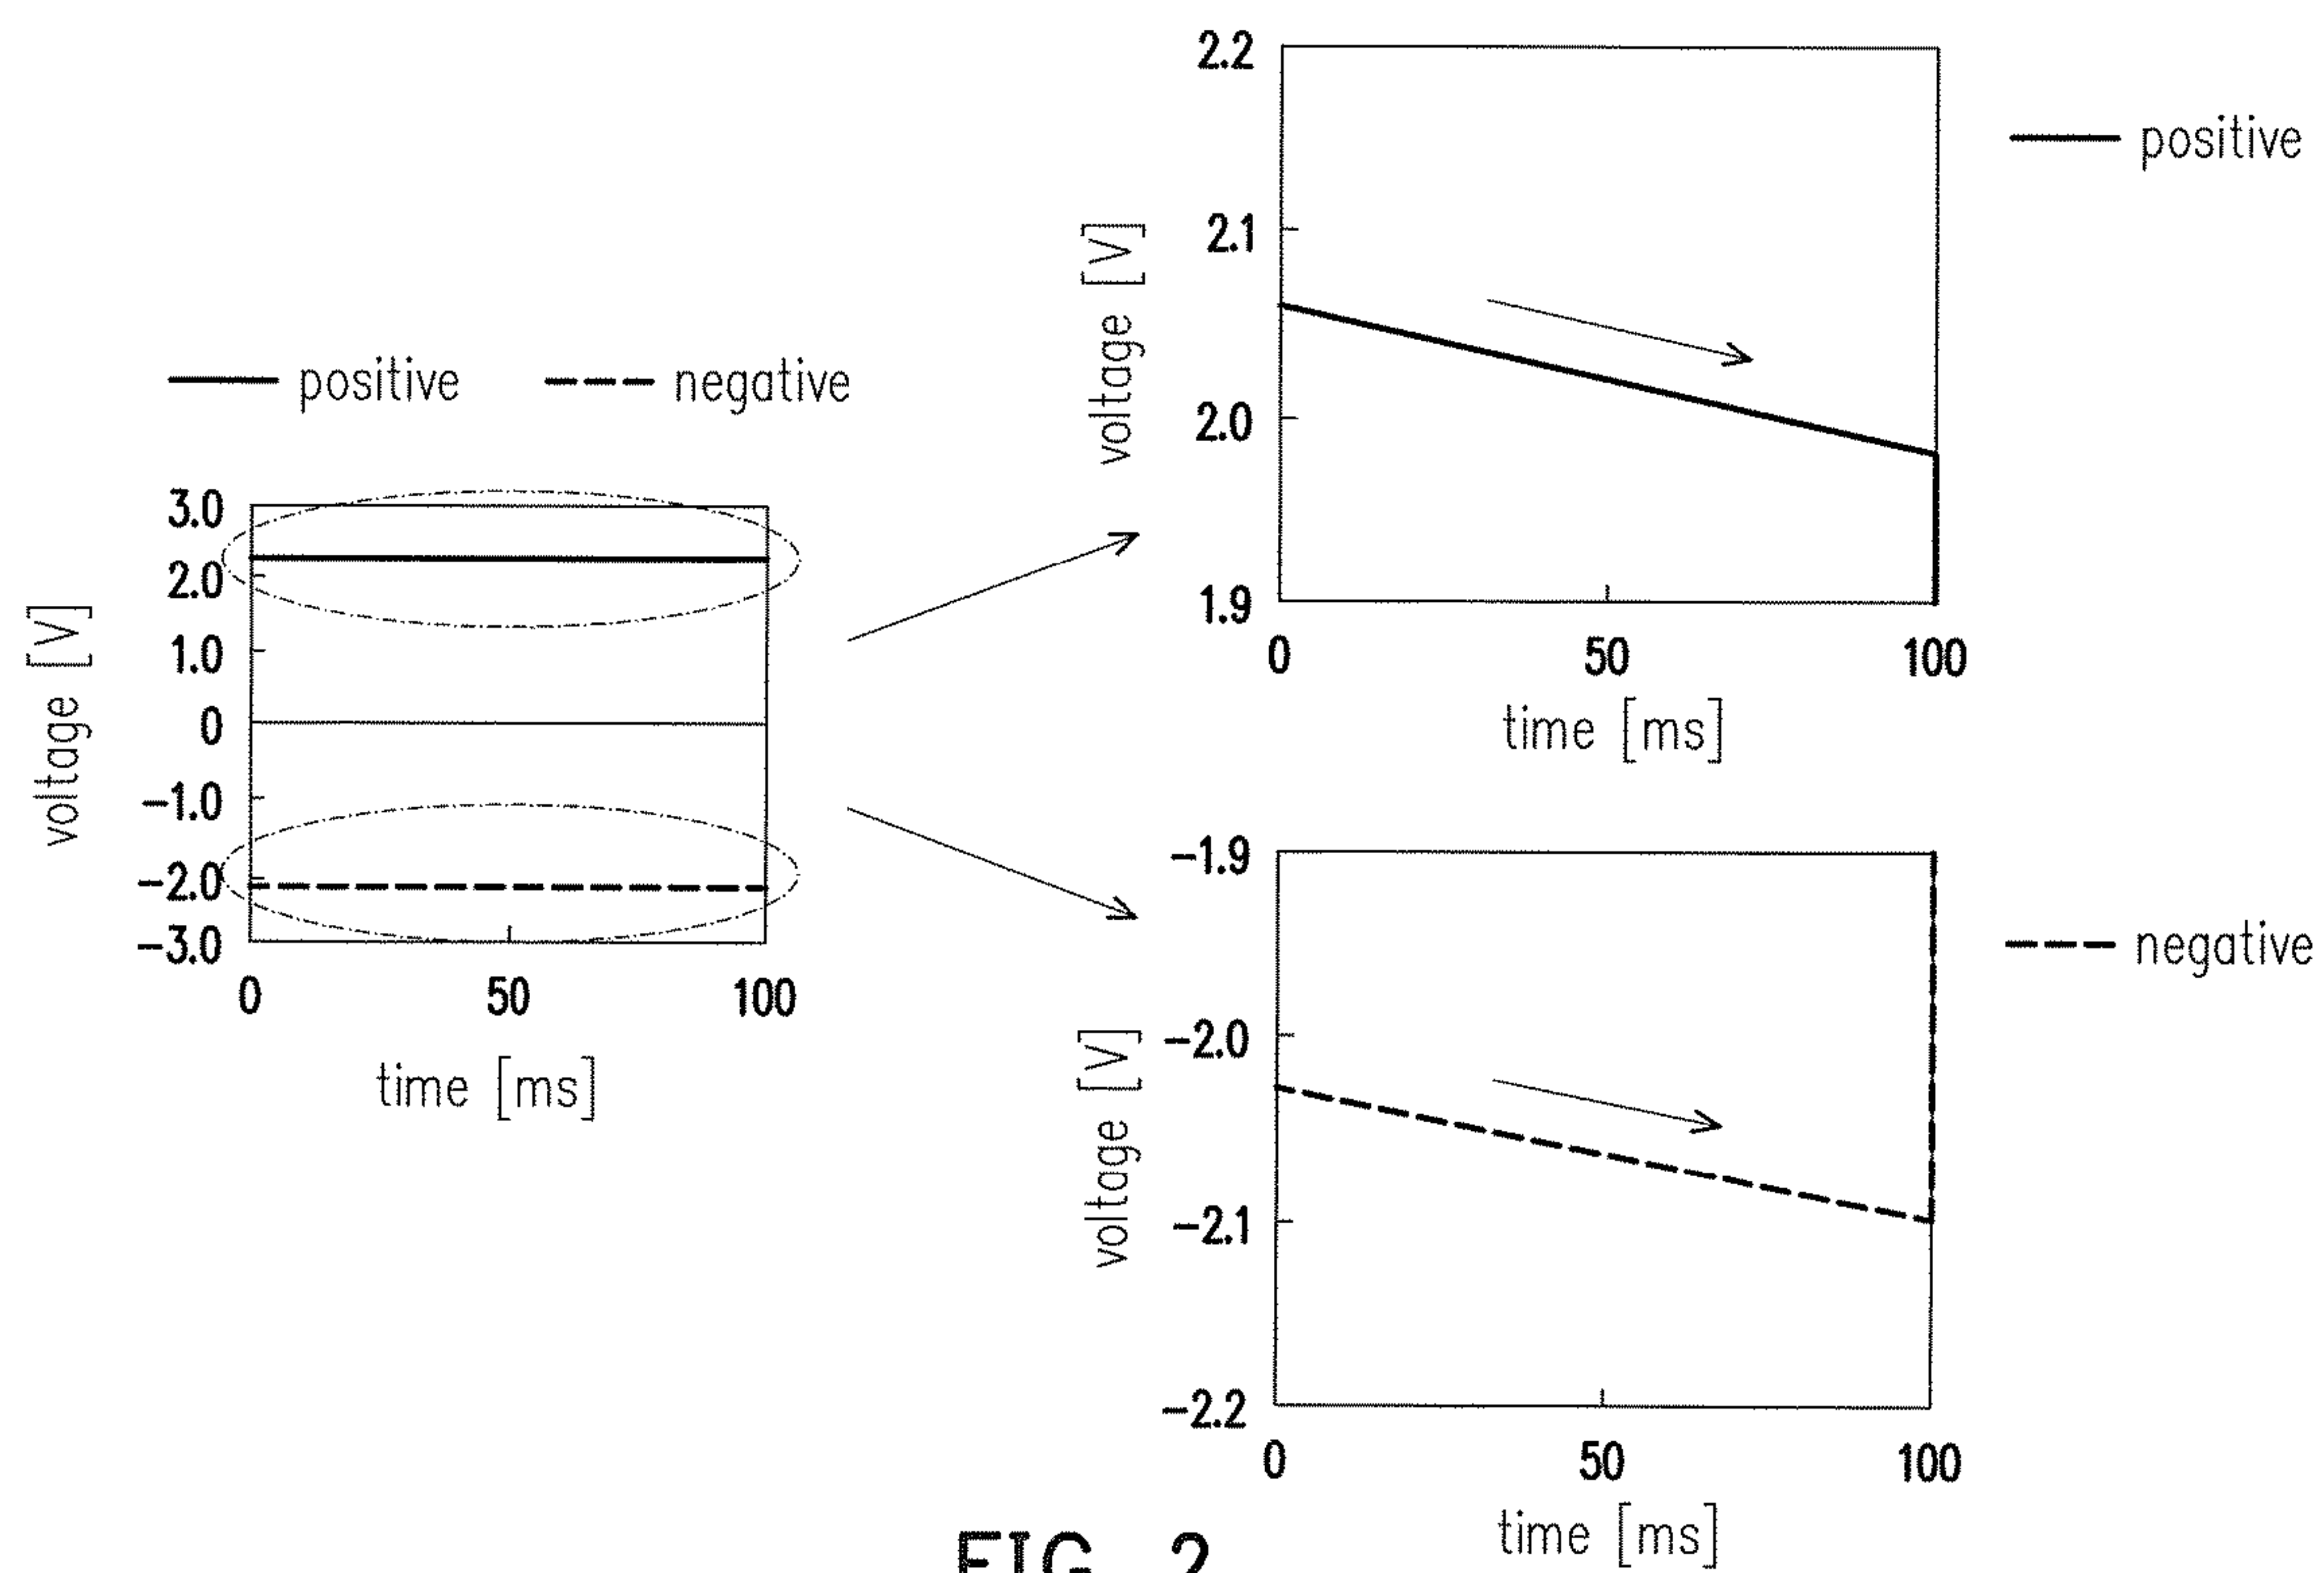 positive negative
3.0
2.0
1.0
0
-1.0
-2.0
-3.0
voltage [V]
0 50 100
time [ms]
2.2
2.1
2.0
1.9
voltage [V]
0 50 100
time [ms]
positive
-1.9
-2.0
-2.1
-2.2
voltage [V]
0 50 100
time [ms]
negative
FIG. 2